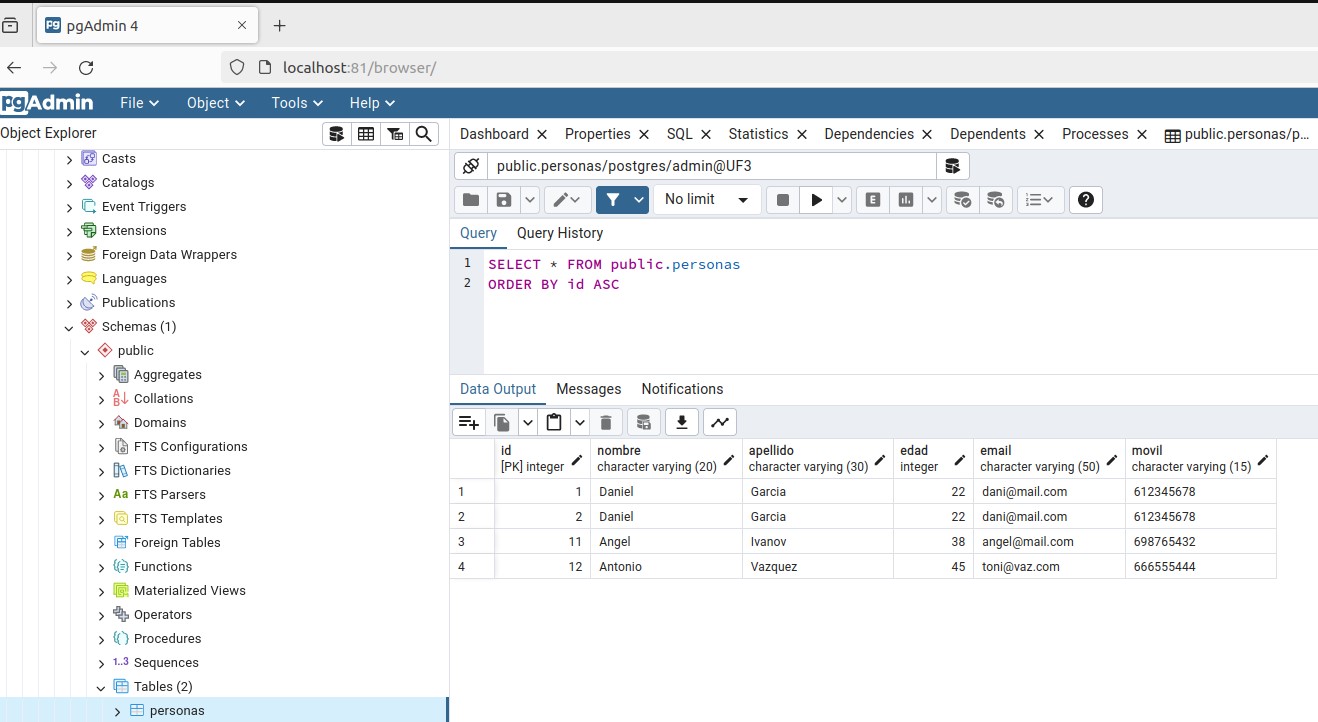 pgAdmin 4
localhost:81/browser/
pgAdmin File Object Tools Help
Object Explorer
Dashboard Properties SQL Statistics Dependencies Dependents Processes public.personas/p...
Casts
Catalogs
Event Triggers
Extensions
Foreign Data Wrappers
Languages
Publications
Schemas (1)
public
Aggregates
Collations
Domains
FTS Configurations
FTS Dictionaries
Aa FTS Parsers
FTS Templates
Foreign Tables
Functions
Materialized Views
Operators
Procedures
1..3 Sequences
Tables (2)
personas
public.personas/postgres/admin@UF3
No limit E
Query Query History
1 SELECT * FROM public.personas
2 ORDER BY id ASC
Data Output Messages Notifications
id nombre apellido edad email movil
[PK] integer character varying (20) character varying (30) integer character varying (50) character varying (15)
1 1 Daniel Garcia 22 dani@mail.com 612345678
2 2 Daniel Garcia 22 dani@mail.com 612345678
3 11 Angel Ivanov 38 angel@mail.com 698765432
4 12 Antonio Vazquez 45 toni@vaz.com 666555444